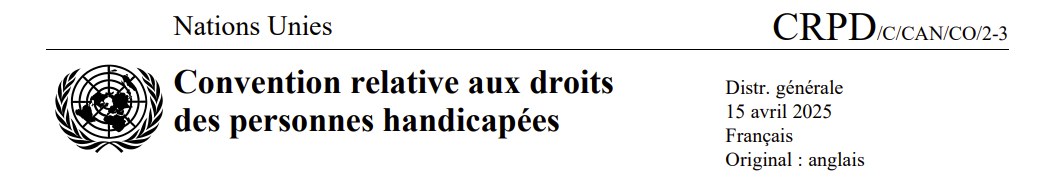 Nations Unies
CRPD/C/CAN/CO/2-3
Convention relative aux droits
des personnes handicapées
Distr. générale
15 avril 2025
Français
Original : anglais